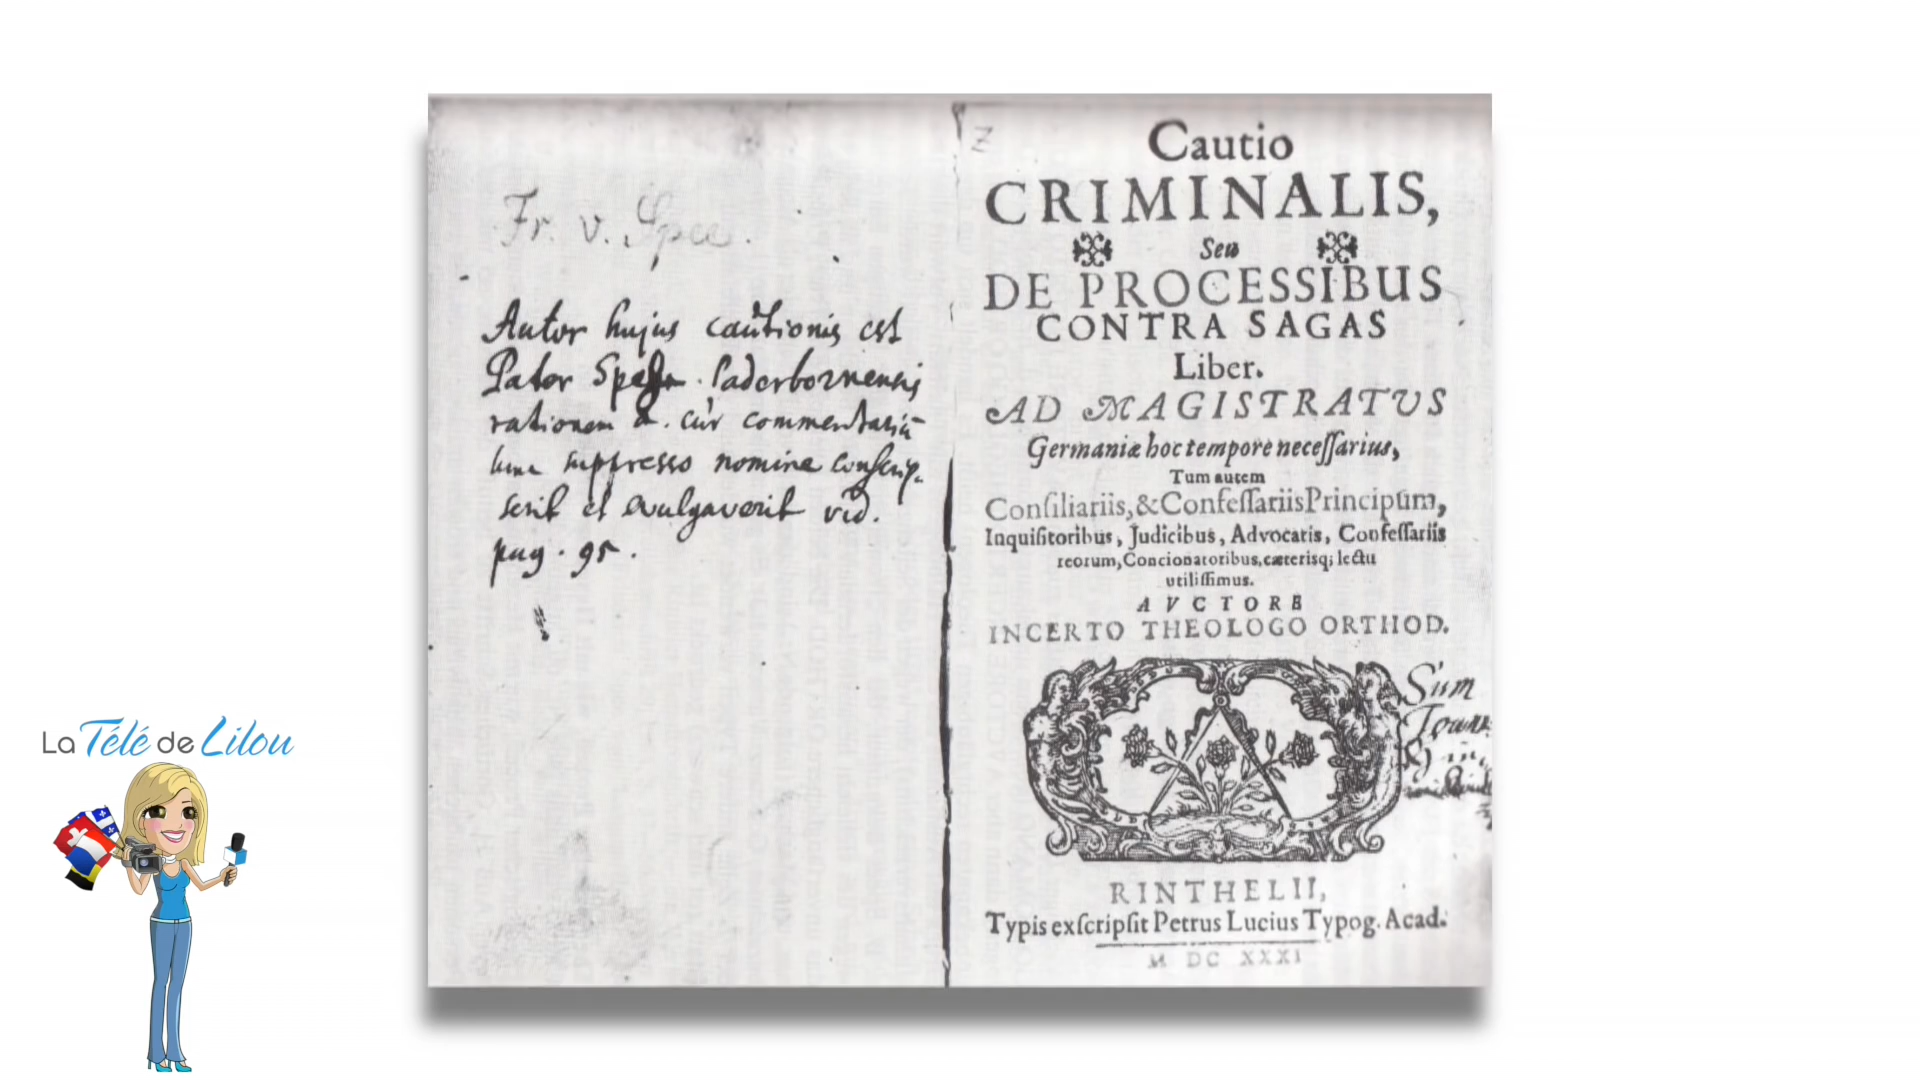 Fr. v. Spee.
Autor hujus cautionis est
Pater Spee. Paderbornensis
rationem cur commentariū
hunc suppresso nomine conscrip-
serit et evulgaverit vid.
pag. 95.
Z
Cautio
CRIMINALIS,
Seu
DE PROCESSIBUS
CONTRA SAGAS
Liber.
AD MAGISTRATUS
Germaniæ hoc tempore neceſſarius,
Tum autem
Conſiliariis, & Confeſſariis Principum,
Inquiſitoribus, Judicibus, Advocatis, Confeſſariis
reorum, Concionatoribus, cæterisq; lectu
utiliſſimus.
AVCTORE
INCERTO THEOLOGO ORTHOD.
Sum
RINTHELII,
Typis exſcripſit Petrus Lucius Typog. Acad.
M DC XXXI
La Télé de Lilou